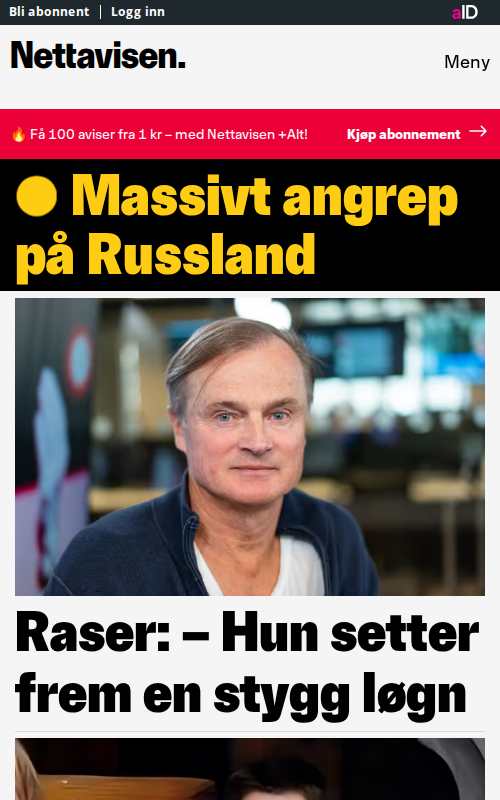 Bli abonnent | Logg inn
aID
Nettavisen.
Meny
🔥 Få 100 aviser fra 1 kr – med Nettavisen +Alt!
Kjøp abonnement →
Massivt angrep
på Russland
Raser: – Hun setter
frem en stygg løgn